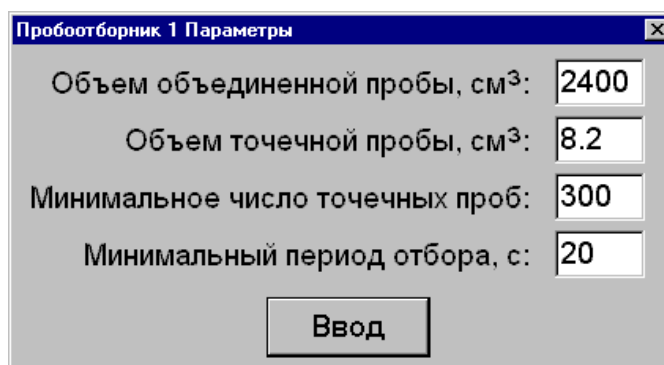 Пробоотборник 1 Параметры
Объем объединенной пробы, см³: 2400
Объем точечной пробы, см³: 8.2
Минимальное число точечных проб: 300
Минимальный период отбора, с: 20
Ввод